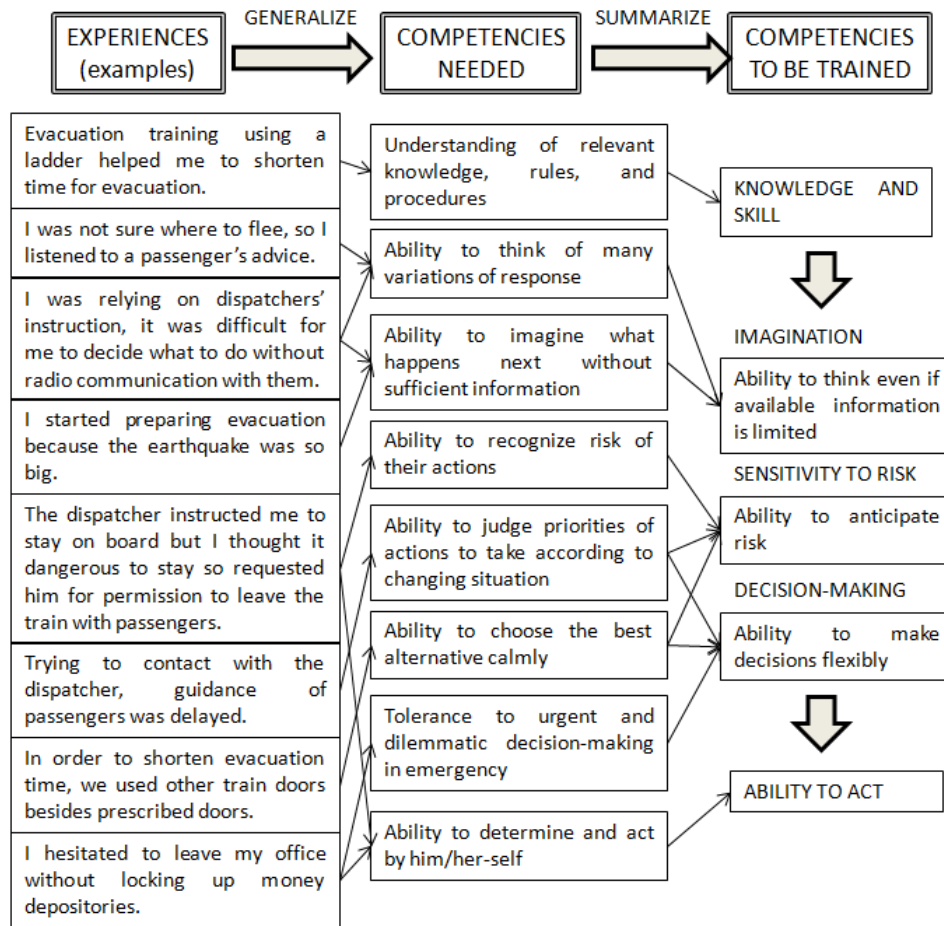 GENERALIZE
SUMMARIZE
EXPERIENCES
(examples)
COMPETENCIES
NEEDED
COMPETENCIES
TO BE TRAINED
Evacuation training using a
ladder helped me to shorten
time for evacuation.
I was not sure where to flee, so I
listened to a passenger's advice.
I was relying on dispatchers'
instruction, it was difficult for
me to decide what to do without
radio communication with them.
I started preparing evacuation
because the earthquake was so
big.
The dispatcher instructed me to
stay on board but I thought it
dangerous to stay so requested
him for permission to leave the
train with passengers.
Trying to contact with the
dispatcher, guidance of
passengers was delayed.
In order to shorten evacuation
time, we used other train doors
besides prescribed doors.
I hesitated to leave my office
without locking up money
depositories.
Understanding of relevant
knowledge, rules, and
procedures
Ability to think of many
variations of response
Ability to imagine what
happens next without
sufficient information
Ability to recognize risk of
their actions
Ability to judge priorities of
actions to take according to
changing situation
Ability to choose the best
alternative calmly
Tolerance to urgent and
dilemmatic decision-making
in emergency
Ability to determine and act
by him/her-self
KNOWLEDGE AND
SKILL
IMAGINATION
Ability to think even if
available information
is limited
SENSITIVITY TO RISK
Ability to anticipate
risk
DECISION-MAKING
Ability to make
decisions flexibly
ABILITY TO ACT